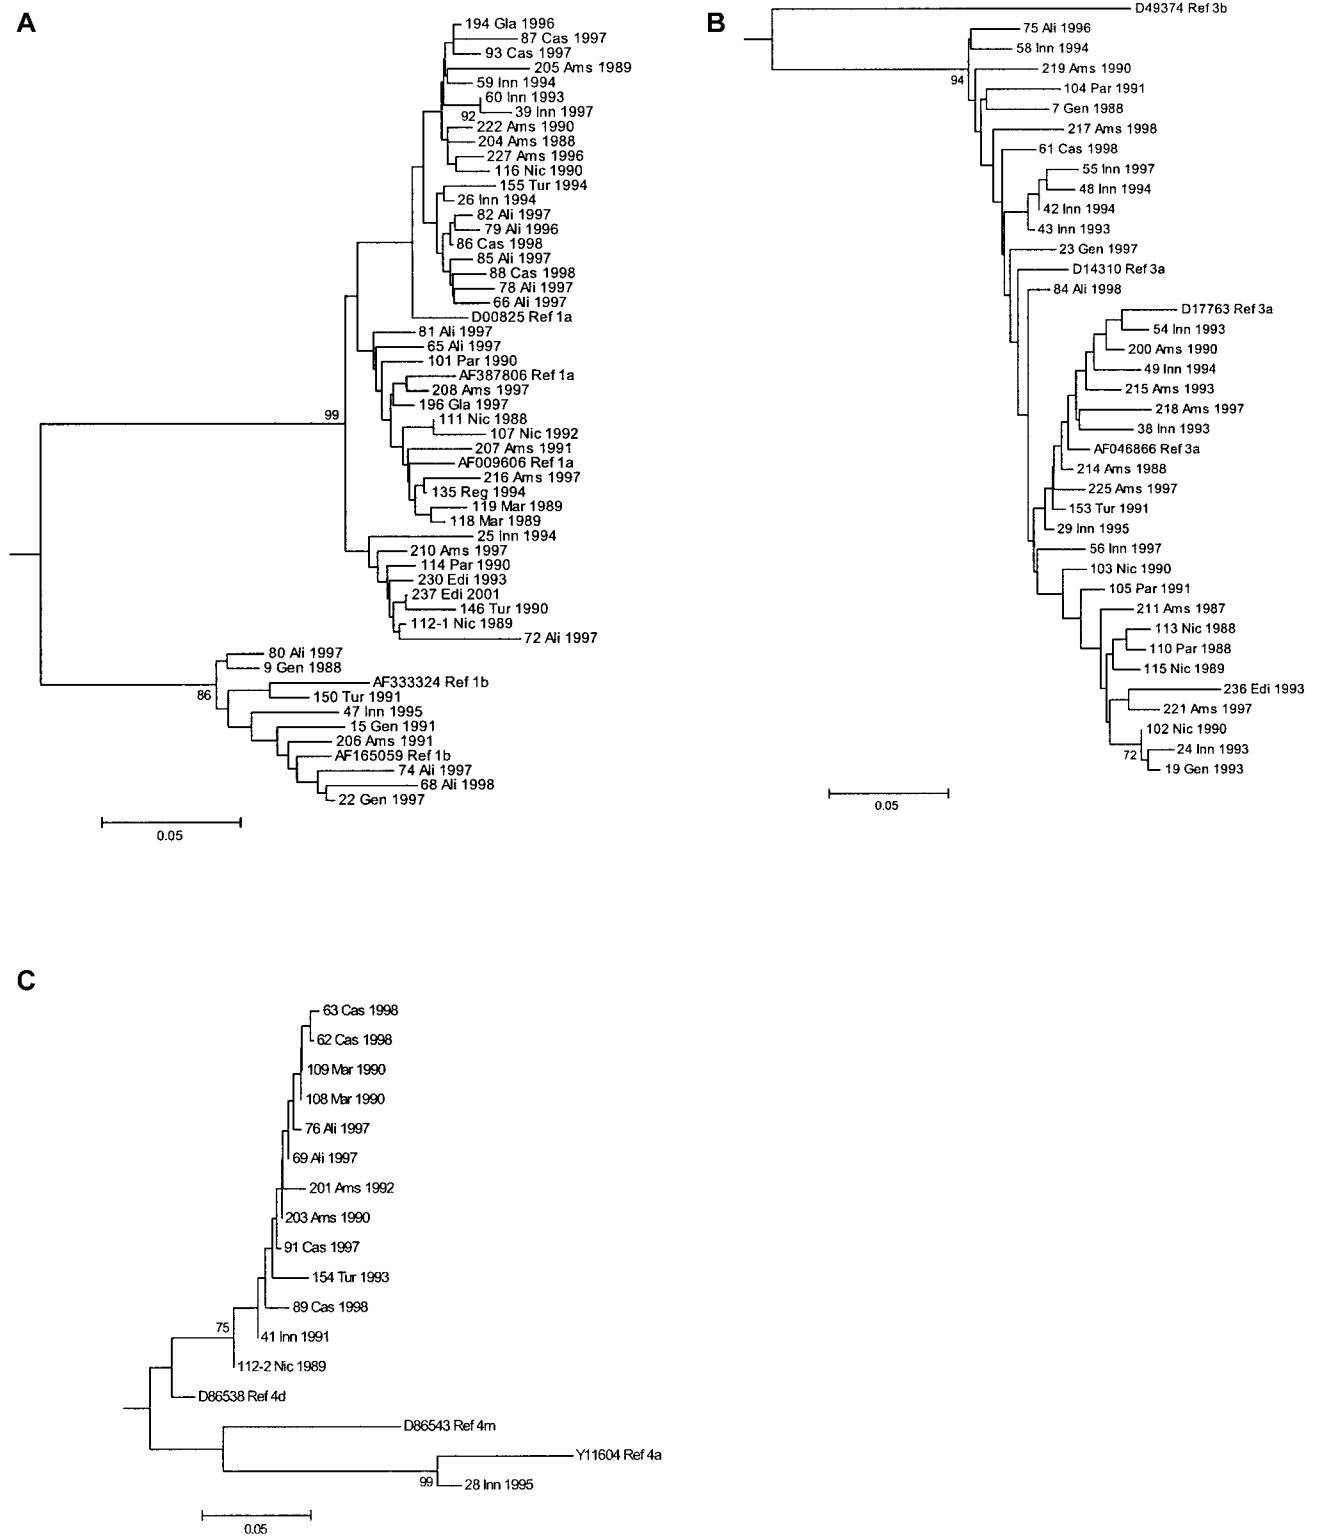 A
194 Gla 1996
87 Cas 1997
93 Cas 1997
205 Ams 1989
59 Inn 1994
60 Inn 1993
39 Inn 1997
92
222 Ams 1990
204 Ams 1988
227 Ams 1996
116 Nic 1990
155 Tur 1994
26 Inn 1994
82 Ali 1997
79 Ali 1996
86 Cas 1998
85 Ali 1997
88 Cas 1998
78 Ali 1997
66 Ali 1997
D00825 Ref 1a
81 Ali 1997
65 Ali 1997
101 Par 1990
AF387806 Ref 1a
208 Ams 1997
196 Gla 1997
99
111 Nic 1988
107 Nic 1992
207 Ams 1991
AF009606 Ref 1a
216 Ams 1997
135 Reg 1994
119 Mar 1989
118 Mar 1989
25 Inn 1994
210 Ams 1997
114 Par 1990
230 Edi 1993
237 Edi 2001
146 Tur 1990
112-1 Nic 1989
72 Ali 1997
80 Ali 1997
9 Gen 1988
AF333324 Ref 1b
86
150 Tur 1991
47 Inn 1995
15 Gen 1991
206 Ams 1991
AF165059 Ref 1b
74 Ali 1997
68 Ali 1998
22 Gen 1997
0.05
B
D49374 Ref 3b
75 Ali 1996
58 Inn 1994
219 Ams 1990
94
104 Par 1991
7 Gen 1988
217 Ams 1998
61 Cas 1998
55 Inn 1997
48 Inn 1994
42 Inn 1994
43 Inn 1993
23 Gen 1997
D14310 Ref 3a
84 Ali 1998
D17763 Ref 3a
54 Inn 1993
200 Ams 1990
49 Inn 1994
215 Ams 1993
218 Ams 1997
38 Inn 1993
AF046866 Ref 3a
214 Ams 1988
225 Ams 1997
153 Tur 1991
29 Inn 1995
56 Inn 1997
103 Nic 1990
105 Par 1991
211 Ams 1987
113 Nic 1988
110 Par 1988
115 Nic 1989
236 Edi 1993
221 Ams 1997
102 Nic 1990
24 Inn 1993
72
19 Gen 1993
0.05
C
63 Cas 1998
62 Cas 1998
109 Mar 1990
108 Mar 1990
76 Ali 1997
69 Ali 1997
201 Ams 1992
203 Ams 1990
91 Cas 1997
154 Tur 1993
89 Cas 1998
75
41 Inn 1991
112-2 Nic 1989
D86538 Ref 4d
D86543 Ref 4m
Y11604 Ref 4a
99
28 Inn 1995
0.05